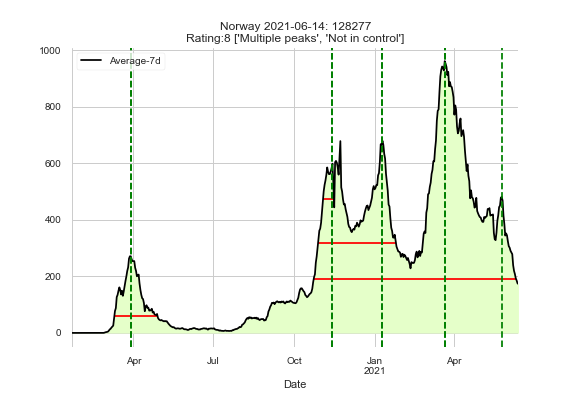 Norway 2021-06-14: 128277
Rating:8 ['Multiple peaks', 'Not in control']
Average-7d
1000
800
600
400
200
0
Apr
Jul
Oct
Jan
2021
Apr
Date